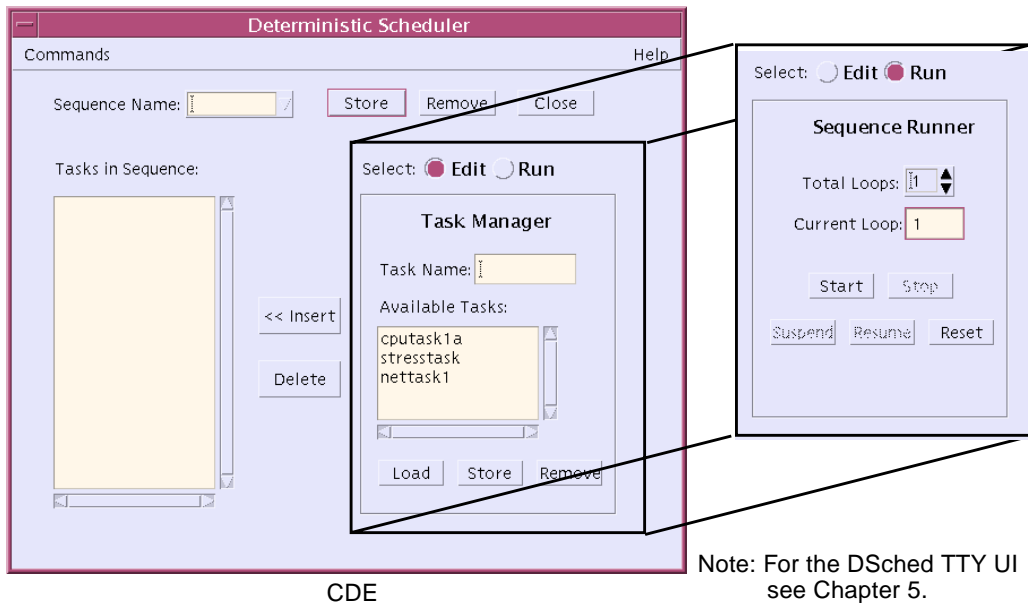 Deterministic Scheduler
Commands Help
Sequence Name: Store Remove Close
Tasks in Sequence:
<< Insert
Delete
Select: Edit Run
Task Manager
Task Name:
Available Tasks:
cputask1a
stresstask
nettask1
Load Store Remove
Select: Edit Run
Sequence Runner
Total Loops: 1
Current Loop: 1
Start Stop
Suspend Resume Reset
CDE
Note: For the DSched TTY UI
see Chapter 5.